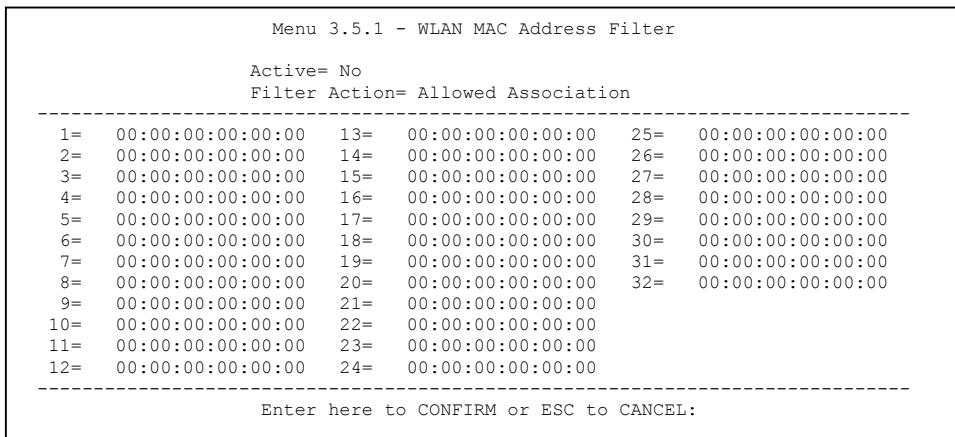 Menu 3.5.1 - WLAN MAC Address Filter
Active= No
Filter Action= Allowed Association
------------------------------------------------------------------------------
1= 00:00:00:00:00:00 13= 00:00:00:00:00:00 25= 00:00:00:00:00:00
2= 00:00:00:00:00:00 14= 00:00:00:00:00:00 26= 00:00:00:00:00:00
3= 00:00:00:00:00:00 15= 00:00:00:00:00:00 27= 00:00:00:00:00:00
4= 00:00:00:00:00:00 16= 00:00:00:00:00:00 28= 00:00:00:00:00:00
5= 00:00:00:00:00:00 17= 00:00:00:00:00:00 29= 00:00:00:00:00:00
6= 00:00:00:00:00:00 18= 00:00:00:00:00:00 30= 00:00:00:00:00:00
7= 00:00:00:00:00:00 19= 00:00:00:00:00:00 31= 00:00:00:00:00:00
8= 00:00:00:00:00:00 20= 00:00:00:00:00:00 32= 00:00:00:00:00:00
9= 00:00:00:00:00:00 21= 00:00:00:00:00:00
10= 00:00:00:00:00:00 22= 00:00:00:00:00:00
11= 00:00:00:00:00:00 23= 00:00:00:00:00:00
12= 00:00:00:00:00:00 24= 00:00:00:00:00:00
------------------------------------------------------------------------------
Enter here to CONFIRM or ESC to CANCEL: